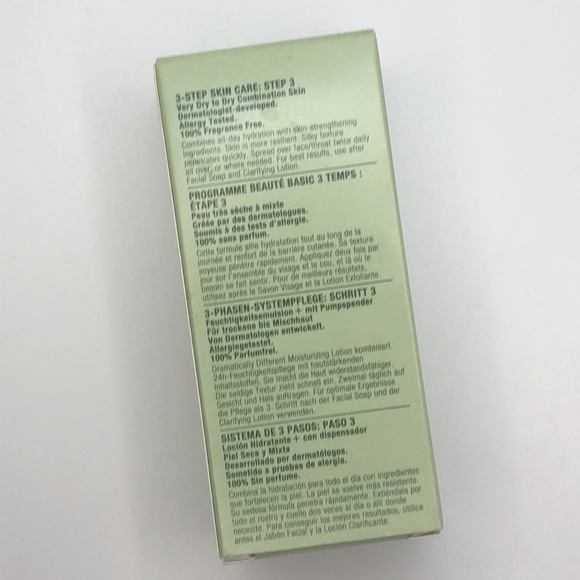 3-STEP SKIN CARE: STEP 3
Very Dry to Dry Combination Skin
Dermatologist-developed.
Allergy Tested.
100% Fragrance Free.
Combines all-day hydration with skin-strengthening
ingredients. Skin is more resilient. Silky texture
penetrates quickly. Spread over face/throat twice daily
all over, or where needed. For best results, use after
Facial Soap and Clarifying Lotion.
PROGRAMME BEAUTÉ BASIC 3 TEMPS :
ÉTAPE 3
Peau très sèche à mixte
Créée par des dermatologues.
Soumis à des tests d'allergie.
100% sans parfum.
Cette formule allie hydratation tout au long de la
journée et renfort de la barrière cutanée. Sa texture
soyeuse pénètre rapidement. Appliquez deux fois par
jour sur l'ensemble du visage et le cou, et là où le
besoin se fait sentir. Pour de meilleurs résultats,
utilisez après le Savon Visage et la Lotion Exfoliante.
3-PHASEN-SYSTEMPFLEGE: SCHRITT 3
Feuchtigkeitsemulsion + mit Pumpspender
Für trockene bis Mischhaut
Von Dermatologen entwickelt.
Allergiegetestet.
100% Parfumfrei.
Dramatically Different Moisturizing Lotion kombiniert
24h-Feuchtigkeitspflege mit hautstärkenden
Inhaltsstoffen. Sie macht die Haut widerstandsfähiger.
Die seidige Textur zieht schnell ein. Zweimal täglich auf
Gesicht und Hals auftragen. Für optimale Ergebnisse
die Pflege als 3. Schritt nach der Facial Soap und der
Clarifying Lotion verwenden.
SISTEMA DE 3 PASOS: PASO 3
Loción Hidratante + con dispensador
Piel Seca y Mixta
Desarrollado por dermatólogos.
Sometido a pruebas de alergia.
100% Sin perfume.
Combina la hidratación para todo el día con ingredientes
que fortalecen la piel. La piel se vuelve más resistente.
Su sedosa fórmula penetra rápidamente. Extiéndala por
todo el rostro y cuello dos veces al día o allí donde
necesite. Para conseguir los mejores resultados, utilice
antes el Jabón Facial y la Loción Clarificante.